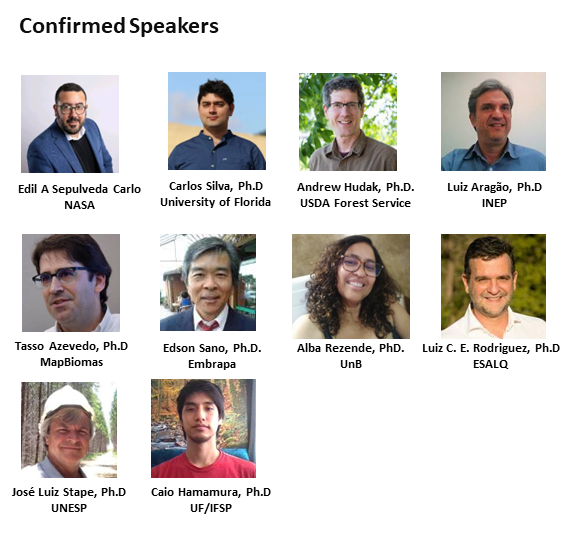 Confirmed Speakers
Edil A Sepulveda Carlo
NASA
Carlos Silva, Ph.D
University of Florida
Andrew Hudak, Ph.D.
USDA Forest Service
Luiz Aragão, Ph.D
INEP
Tasso Azevedo, Ph.D
MapBiomas
Edson Sano, Ph.D.
Embrapa
Alba Rezende, PhD.
UnB
Luiz C. E. Rodriguez, Ph.D
ESALQ
José Luiz Stape, Ph.D
UNESP
Caio Hamamura, Ph.D
UF/IFSP